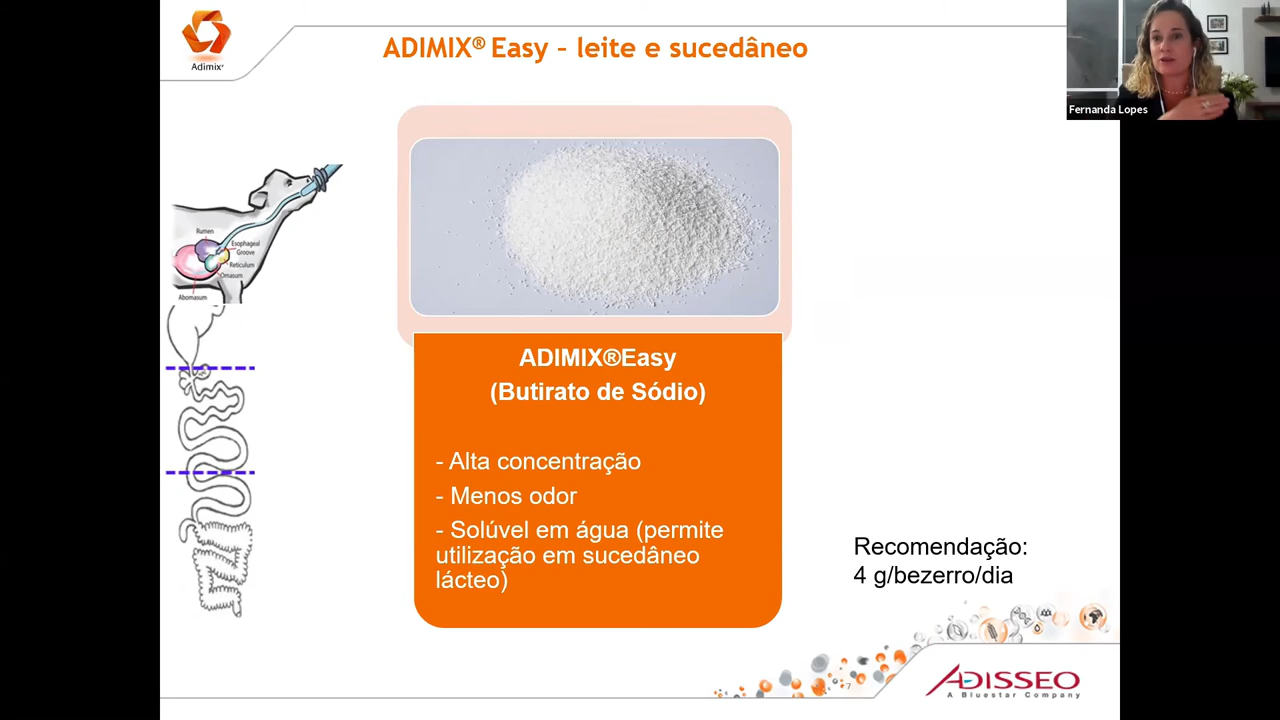 Adimix®
ADIMIX® Easy – leite e sucedâneo
Fernanda Lopes
Rumen
Esophageal
Groove
Reticulum
Omasum
Abomasum
ADIMIX®Easy
(Butirato de Sódio)
- Alta concentração
- Menos odor
- Solúvel em água (permite
utilização em sucedâneo
lácteo)
Recomendação:
4 g/bezerro/dia
7
ADISSEO
A Bluestar Company